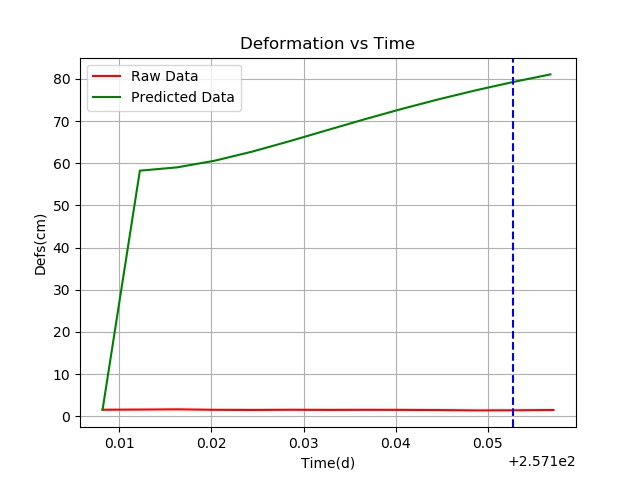 Deformation vs Time
Raw Data
Predicted Data
80
70
60
50
40
30
20
10
0
Defs(cm)
0.01 0.02 0.03 0.04 0.05
Time(d)
+2.571e2